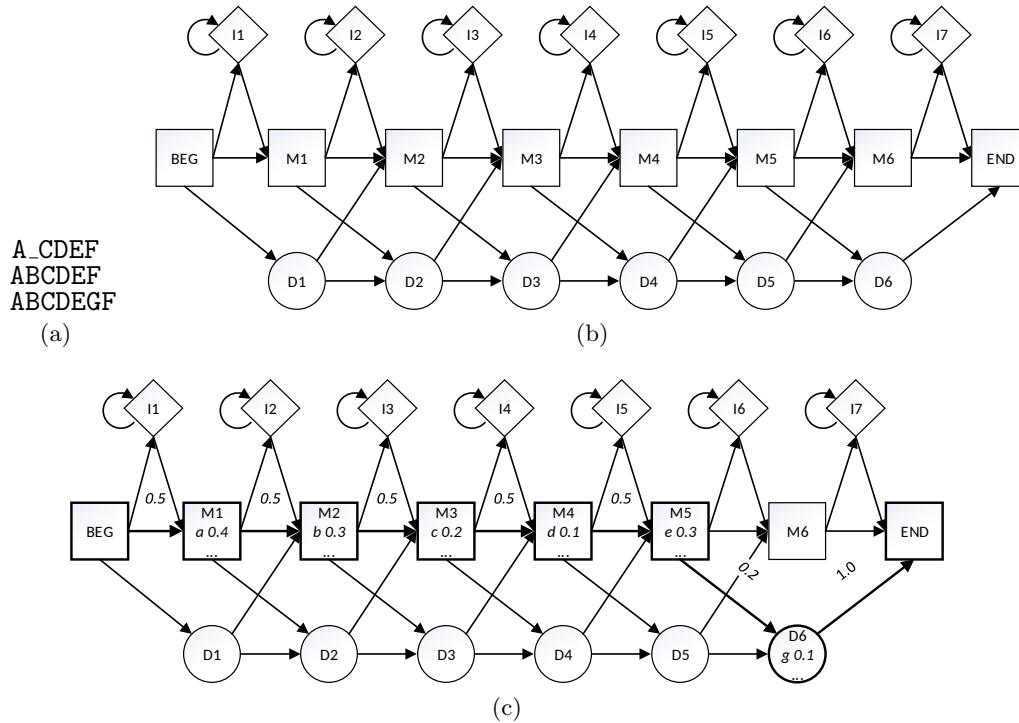 I1 I2 I3 I4 I5 I6 I7
BEG M1 M2 M3 M4 M5 M6 END
D1 D2 D3 D4 D5 D6
A_CDEF
ABCDEF
ABCDEGF
(a)
(b)
I1 I2 I3 I4 I5 I6 I7
0.5 0.5 0.5 0.5 0.5
BEG M1 M2 M3 M4 M5 M6 END
a 0.4 b 0.3 c 0.2 d 0.1 e 0.3
... ... ... ... ...
0.2 1.0
D1 D2 D3 D4 D5 D6
g 0.1
...
(c)